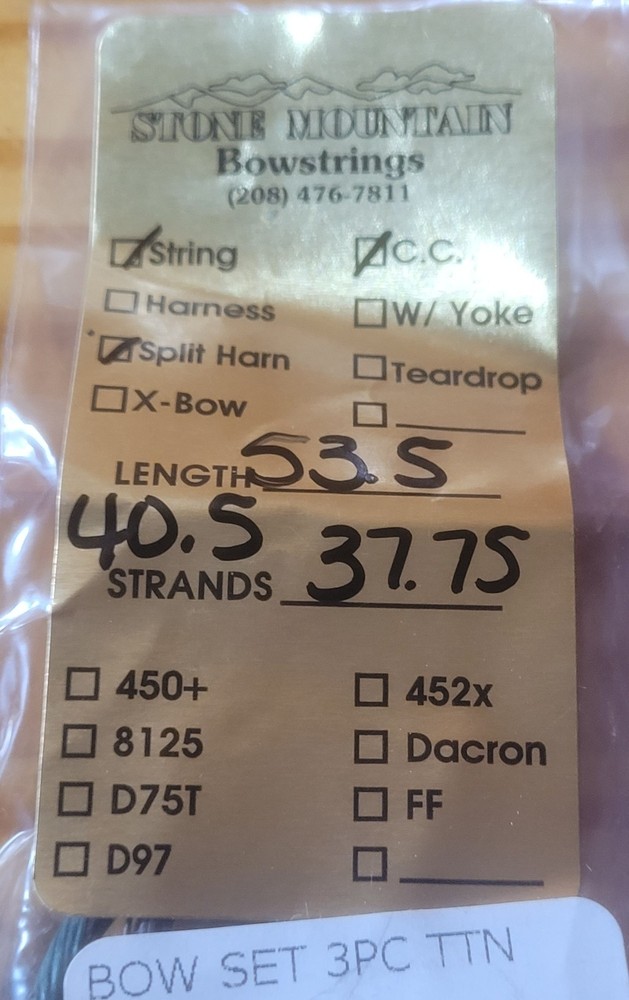 STONE MOUNTAIN
Bowstrings
(208) 476-7811
String C.C.
Harness W/ Yoke
Split Harn Teardrop
X-Bow
LENGTH 53.5
40.5
STRANDS 37.75
450+ 452x
8125 Dacron
D75T FF
D97
BOW SET 3PC TTN